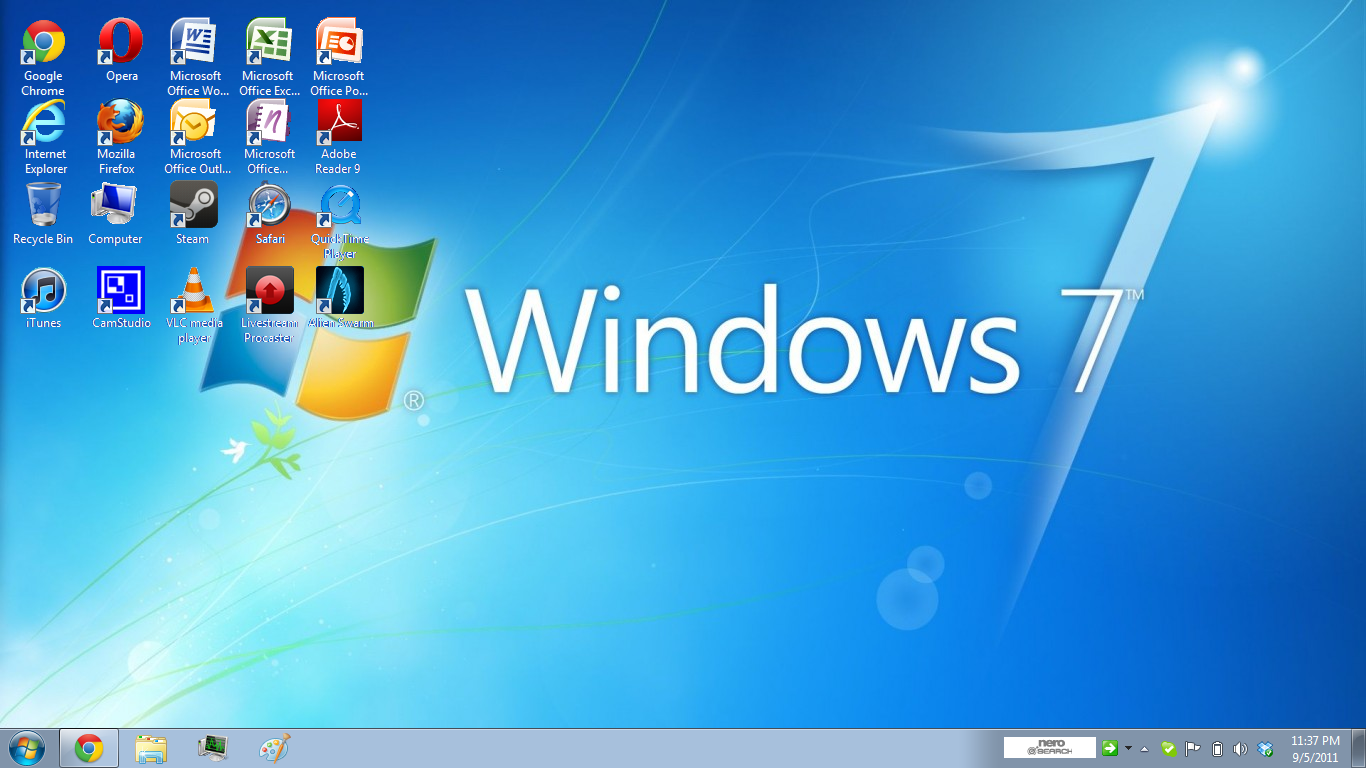 Google
Chrome
Opera
Microsoft
Office Wo...
Microsoft
Office Exc...
Microsoft
Office Po...
Internet
Explorer
Mozilla
Firefox
Microsoft
Office Outl...
Microsoft
Office...
Adobe
Reader 9
Recycle Bin
Computer
Steam
Safari
QuickTime
Player
iTunes
CamStudio
VLC media
player
Livestream
Procaster
Alien Swarm
Windows 7™
®
nero
@SEARCH
11:37 PM
9/5/2011